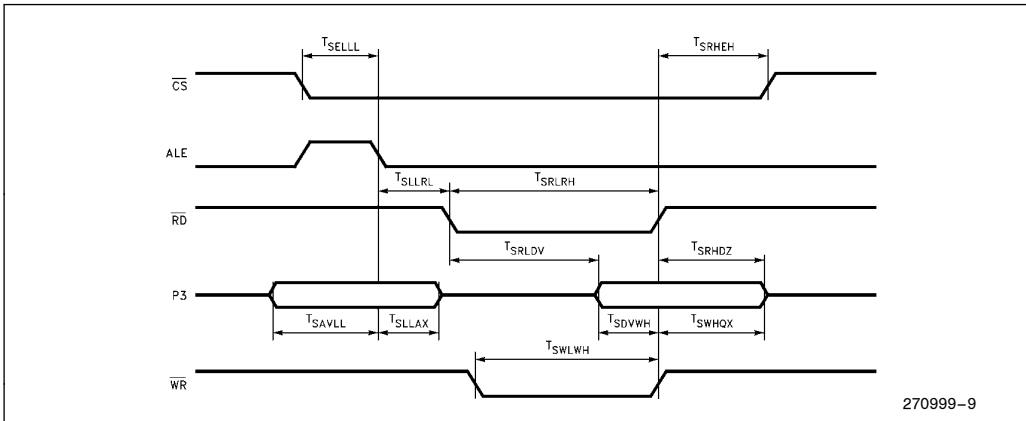 TSELLL TSRHEH
CS
ALE
TSLLRL TSRLRH
RD
TSRLDV TSRHDZ
P3
TSAVLL TSLLAX TSDVWH TSWHQX
TSWLWH
WR
270999–9